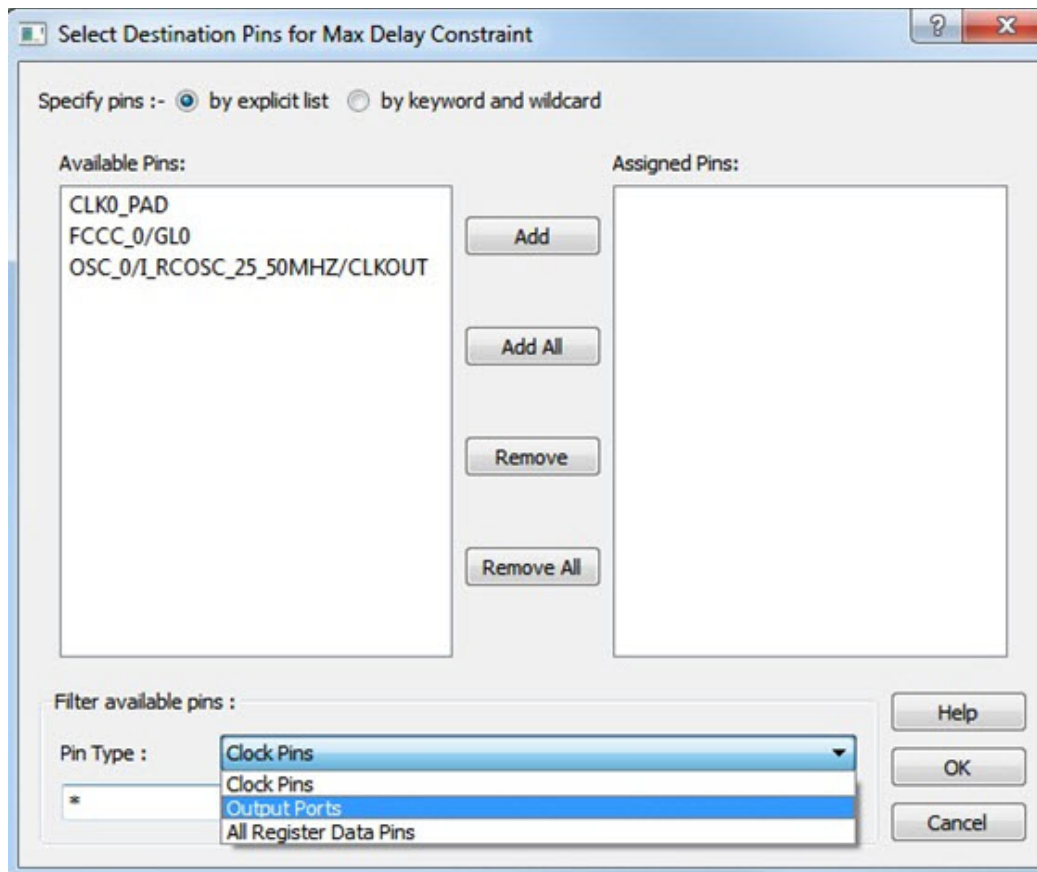 Select Destination Pins for Max Delay Constraint
Specify pins :- by explicit list by keyword and wildcard
Available Pins:
Assigned Pins:
CLK0_PAD
FCCC_0/GL0
OSC_0/I_RCOSC_25_50MHZ/CLKOUT
Add
Add All
Remove
Remove All
Filter available pins :
Pin Type :
Clock Pins
Clock Pins
Output Ports
All Register Data Pins
*
Help
OK
Cancel